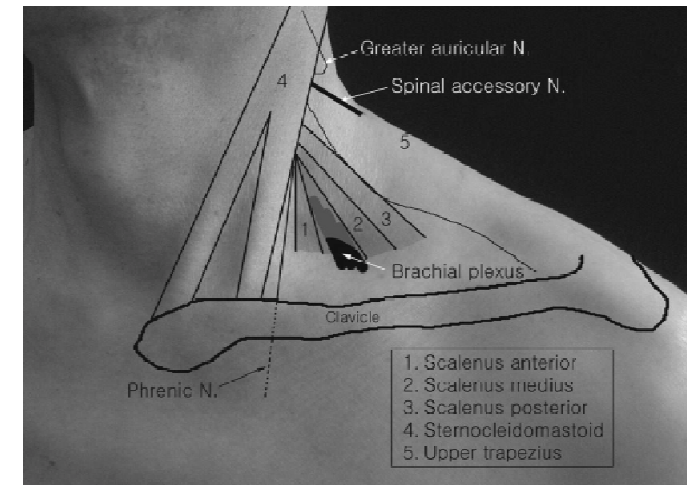 Greater auricular N.
4
Spinal accessory N.
5
1
2
3
Brachial plexus
Clavicle
Phrenic N.
1. Scalenus anterior
2. Scalenus medius
3. Scalenus posterior
4. Sternocleidomastoid
5. Upper trapezius